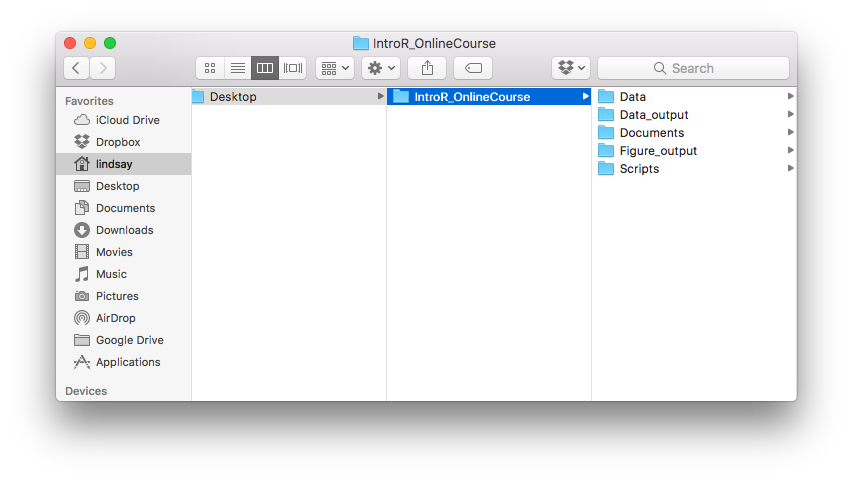 IntroR_OnlineCourse
Search
Favorites
iCloud Drive
Dropbox
lindsay
Desktop
Documents
Downloads
Movies
Music
Pictures
AirDrop
Google Drive
Applications
Devices
Desktop
IntroR_OnlineCourse
Data
Data_output
Documents
Figure_output
Scripts